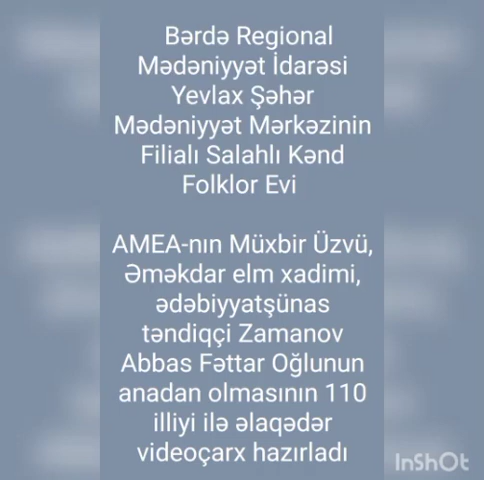 Bərdə Regional
Mədəniyyət İdarəsi
Yevlax Şəhər
Mədəniyyət Mərkəzinin
Filialı Salahlı Kənd
Folklor Evi
AMEA-nın Müxbir Üzvü,
Əməkdar elm xadimi,
ədəbiyyatşünas
təndiqçi Zamanov
Abbas Fəttar Oğlunun
anadan olmasının 110
illiyi ilə əlaqədər
videoçarx hazırladı
InShOt